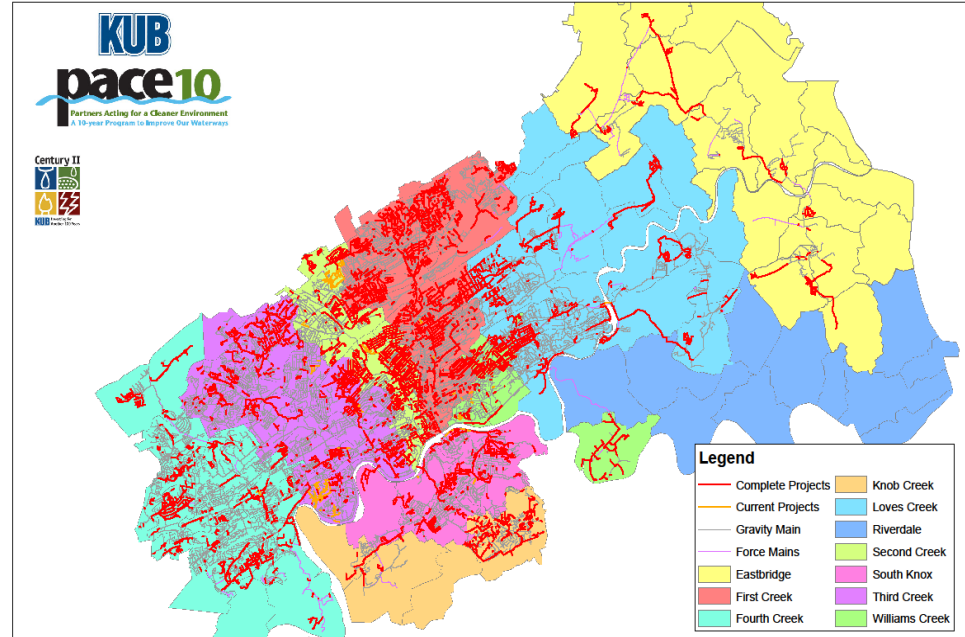 KUB
pace10
Partners Acting for a Cleaner Environment
A 10-year Program to Improve Our Waterways
Century II
KUB
Legend
Complete Projects
Current Projects
Gravity Main
Force Mains
Eastbridge
First Creek
Fourth Creek
Knob Creek
Loves Creek
Riverdale
Second Creek
South Knox
Third Creek
Williams Creek